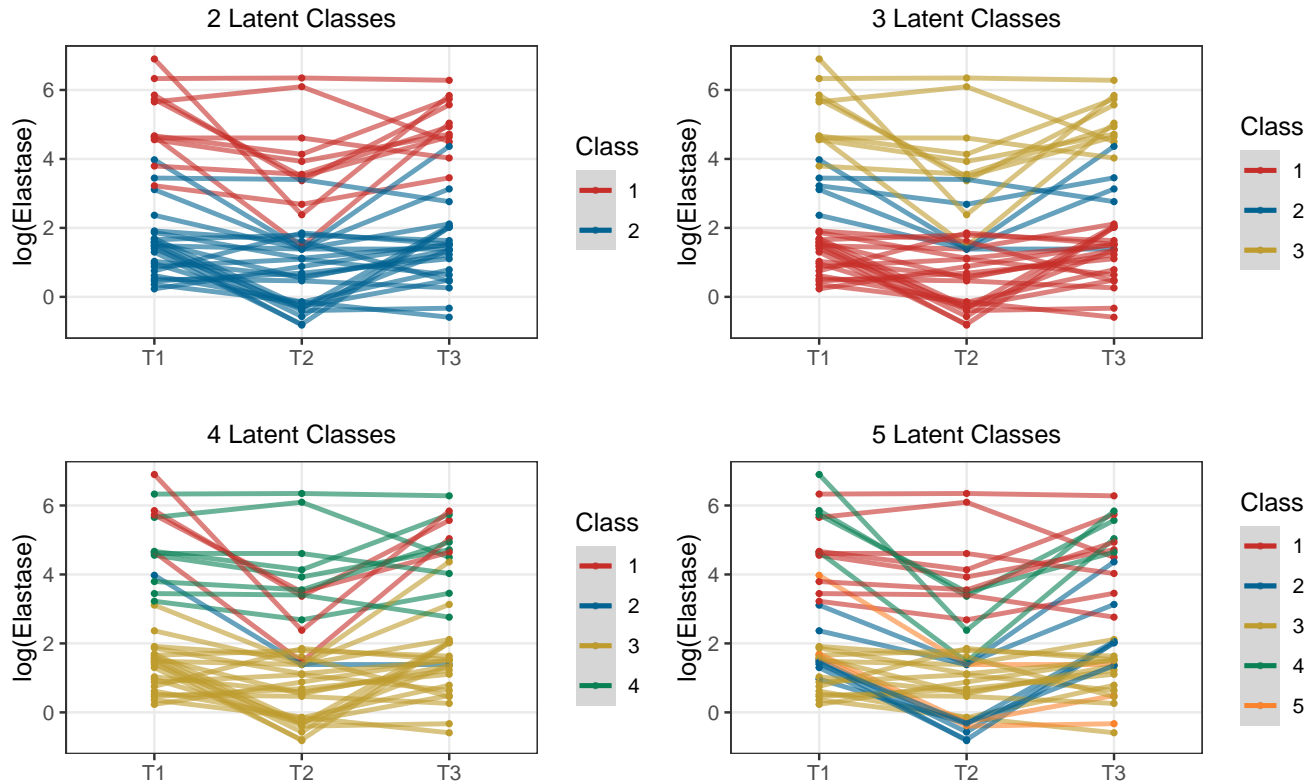 2 Latent Classes
log(Elastase)
6
4
2
0
T1 T2 T3
Class
1
2
3 Latent Classes
log(Elastase)
6
4
2
0
T1 T2 T3
Class
1
2
3
4 Latent Classes
log(Elastase)
6
4
2
0
T1 T2 T3
Class
1
2
3
4
5 Latent Classes
log(Elastase)
6
4
2
0
T1 T2 T3
Class
1
2
3
4
5